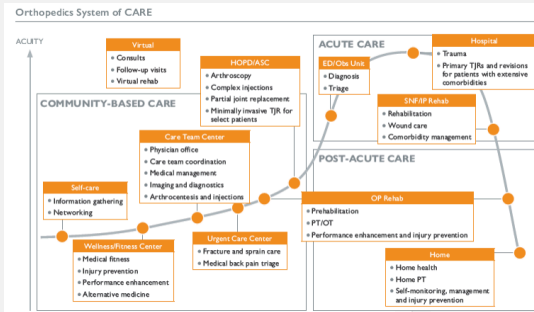 Orthopedics System of CARE
ACUITY
Virtual
• Consults
• Follow-up visits
• Virtual rehab
HOPD/ASC
• Arthroscopy
• Complex injections
• Partial joint replacement
• Minimally invasive TJR for
select patients
ACUTE CARE
ED/Obs Unit
• Diagnosis
• Triage
Hospital
• Trauma
• Primary TJRs and revisions
for patients with extensive
comorbidities
SNF/IP Rehab
• Rehabilitation
• Wound care
• Comorbidity management
COMMUNITY-BASED CARE
Care Team Center
• Physician office
• Care team coordination
• Medical management
• Imaging and diagnostics
• Arthrocentesis and injections
POST-ACUTE CARE
Self-care
• Information gathering
• Networking
OP Rehab
• Prehabilitation
• PT/OT
• Performance enhancement and injury prevention
Wellness/Fitness Center
• Medical fitness
• Injury prevention
• Performance enhancement
• Alternative medicine
Urgent Care Center
• Fracture and sprain care
• Medical back pain triage
Home
• Home health
• Home PT
• Self-monitoring, management
and injury prevention